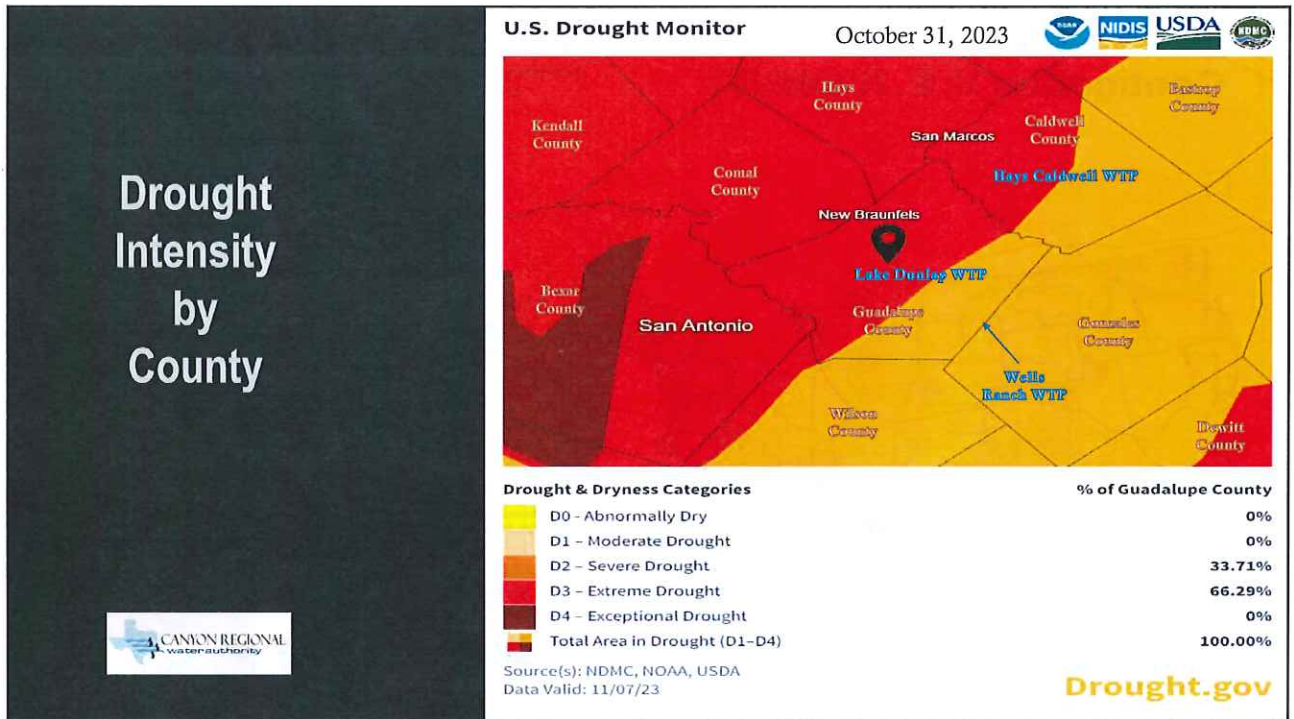 Drought
Intensity
by
County
CANYON REGIONAL
waterauthority
U.S. Drought Monitor
October 31, 2023
NOAA
NIDIS
USDA
NDMC
Hays
County
Bastrop
County
Kendall
County
Caldwell
County
San Marcos
Comal
County
Hays Caldwell WTP
New Braunfels
Lake Dunlap WTP
Bexar
County
San Antonio
Guadalupe
County
Gonzales
County
Wells
Ranch WTP
Wilson
County
Dewitt
County
Drought & Dryness Categories
% of Guadalupe County
D0 - Abnormally Dry
0%
D1 – Moderate Drought
0%
D2 – Severe Drought
33.71%
D3 – Extreme Drought
66.29%
D4 – Exceptional Drought
0%
Total Area in Drought (D1–D4)
100.00%
Source(s): NDMC, NOAA, USDA
Data Valid: 11/07/23
Drought.gov